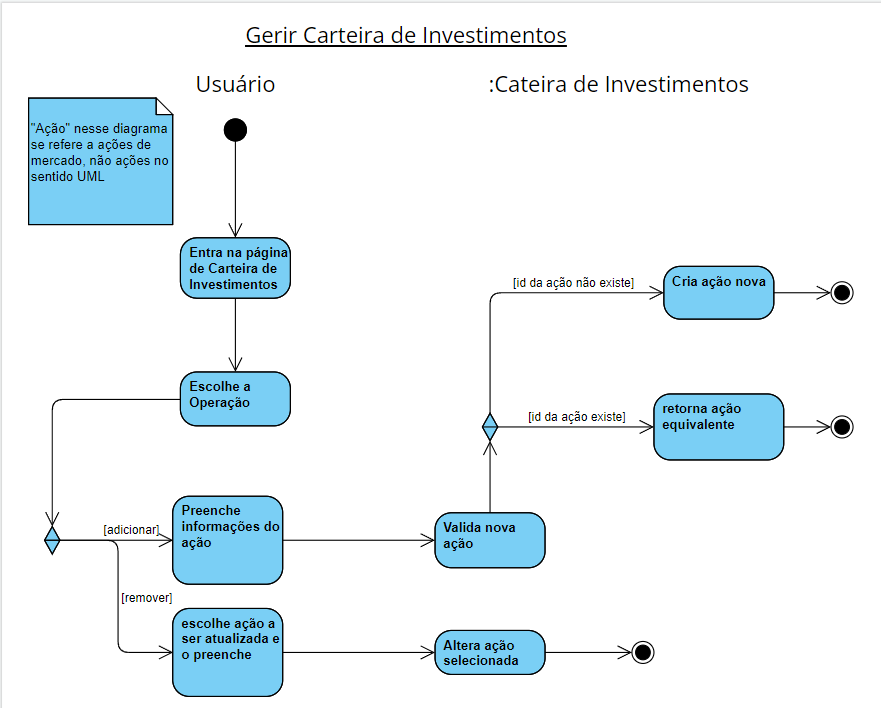 Gerir Carteira de Investimentos
Usuário
:Cateira de Investimentos
"Ação" nesse diagrama
se refere a ações de
mercado, não ações no
sentido UML
Entra na página
de Carteira de
Investimentos
Escolhe a
Operação
[id da ação não existe]
Cria ação nova
[id da ação existe]
retorna ação
equivalente
[adicionar]
Preenche
informações do
ação
Valida nova
ação
[remover]
escolhe ação a
ser atualizada e
o preenche
Altera ação
selecionada